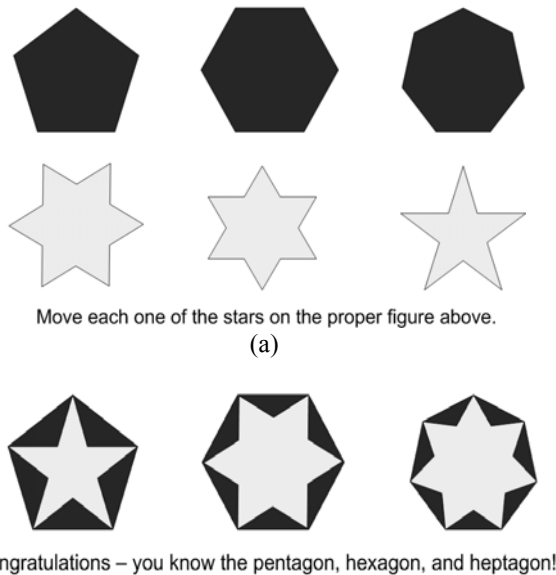 Move each one of the stars on the proper figure above.
(a)
ngratulations – you know the pentagon, hexagon, and heptagon!